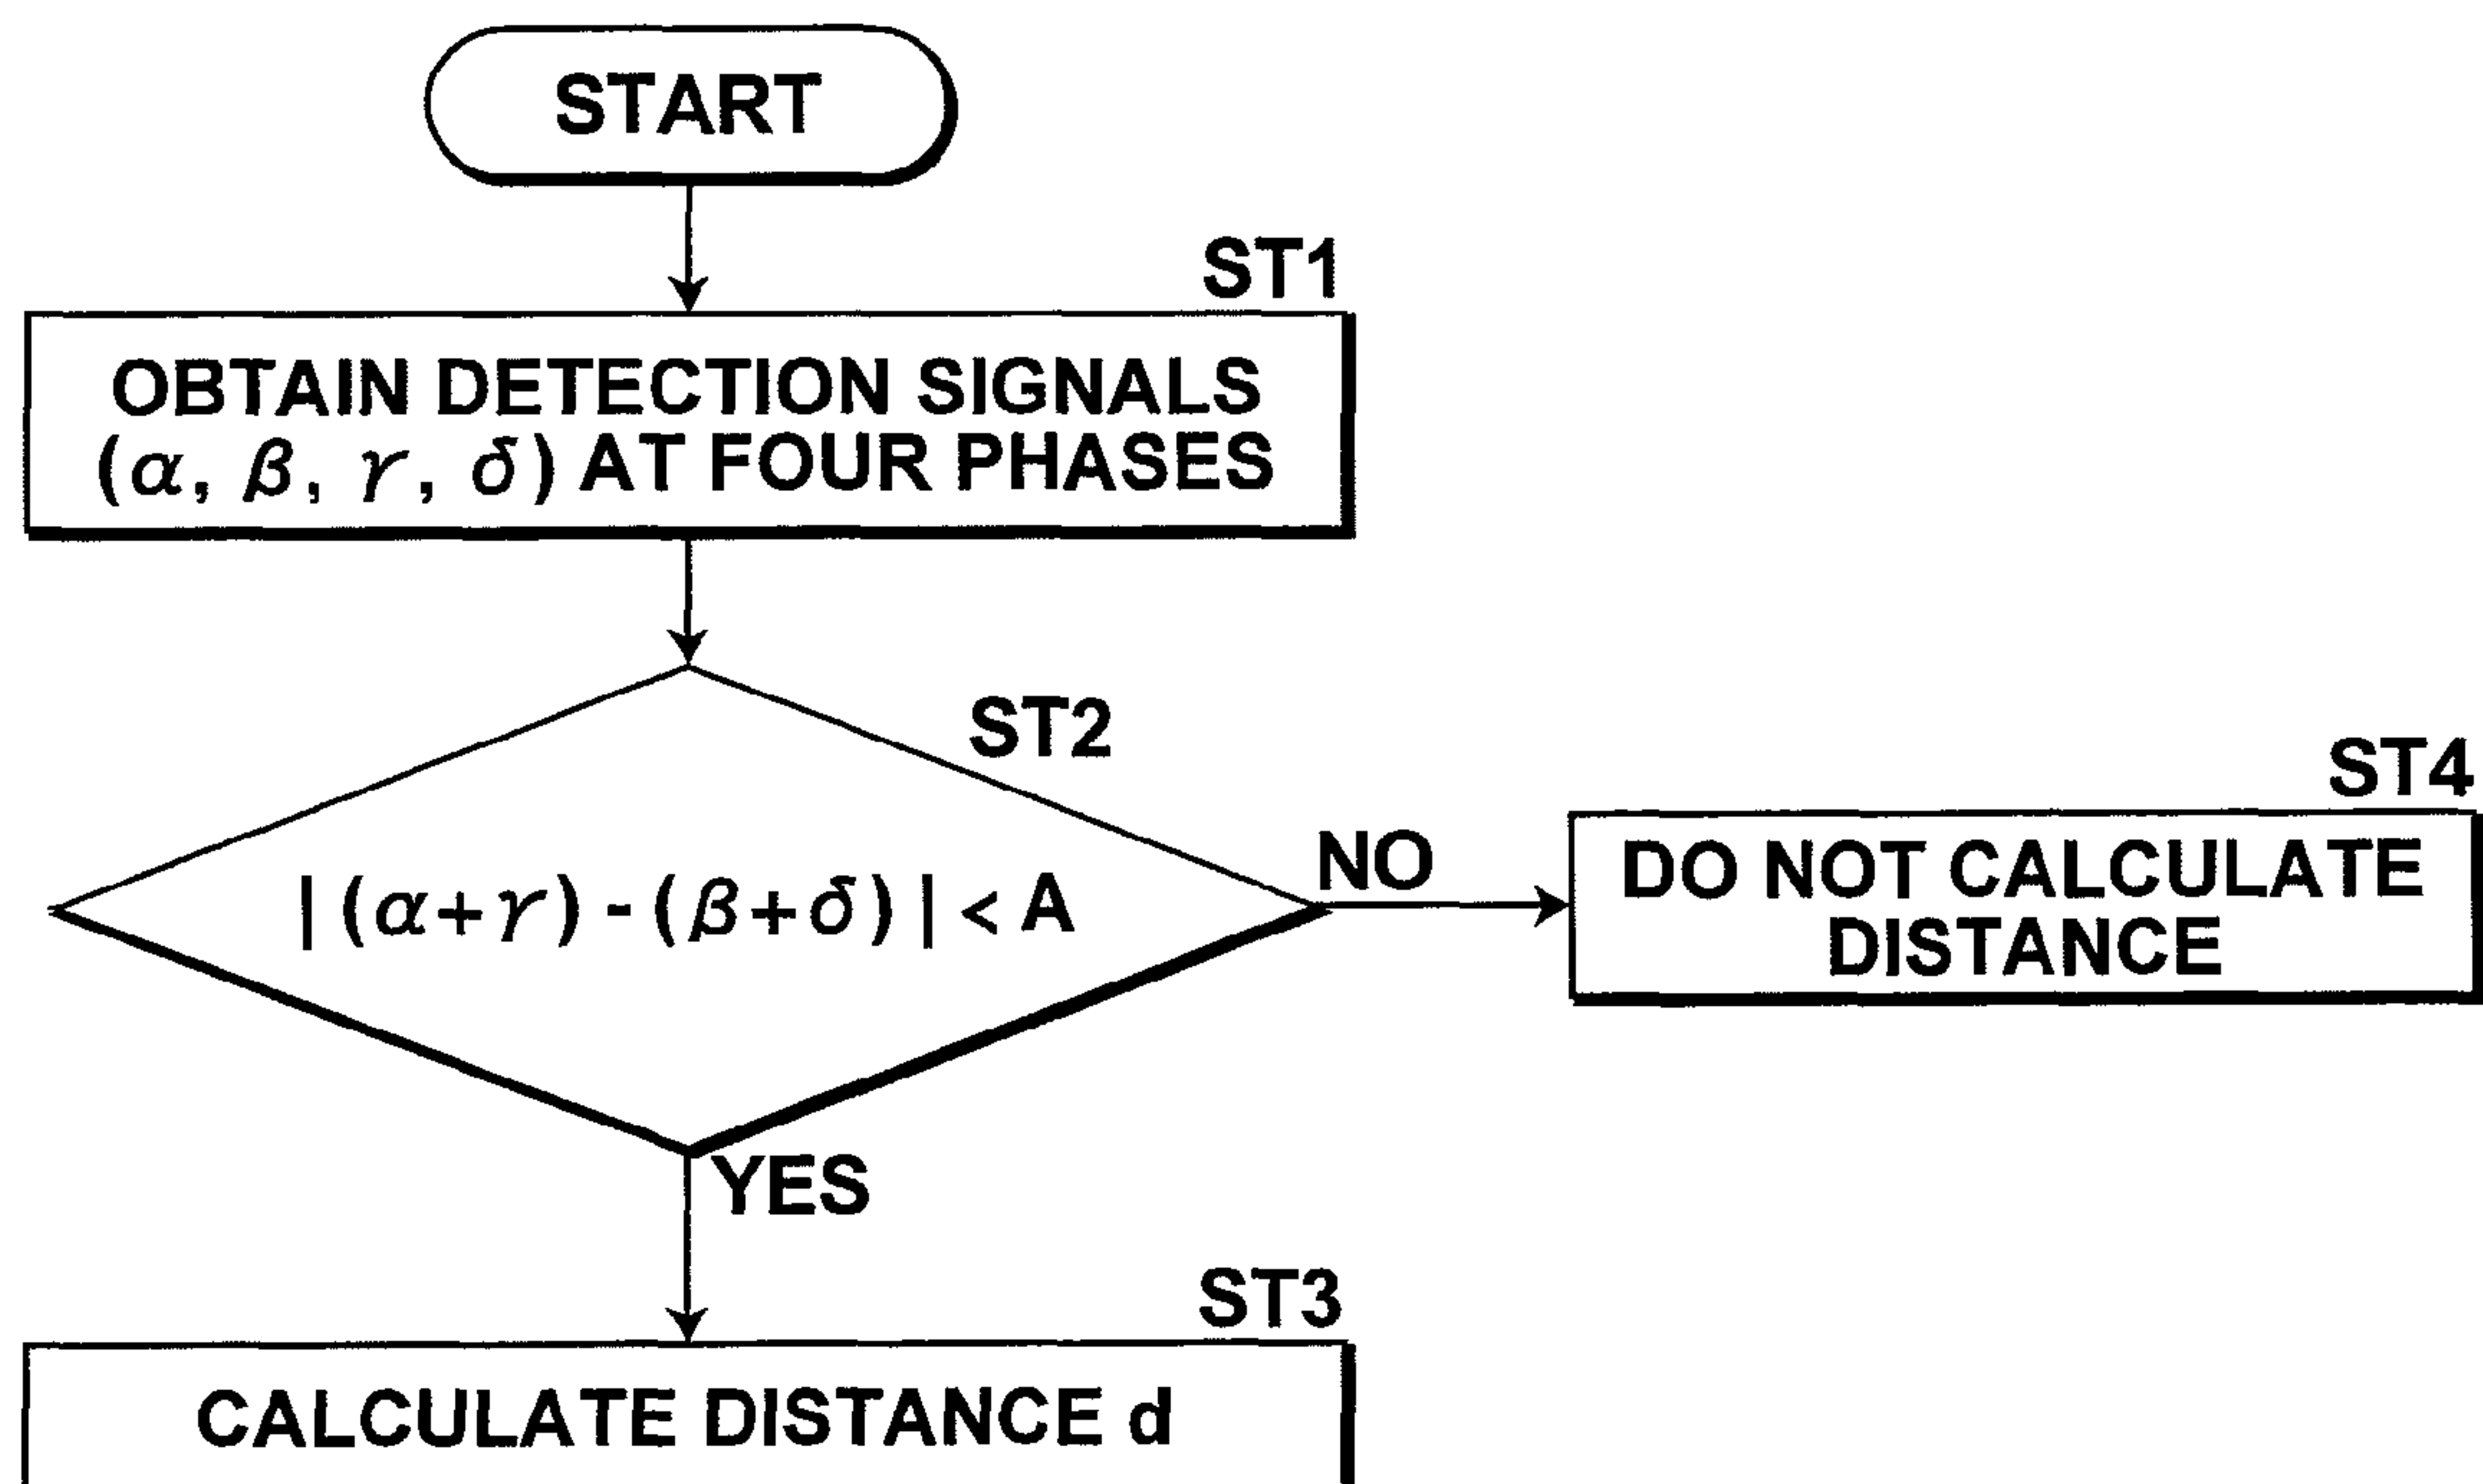 START
ST1
OBTAIN DETECTION SIGNALS
(α, β, γ, δ) AT FOUR PHASES
ST2
|(α+γ)-(β+δ)| < A
NO
ST4
DO NOT CALCULATE
DISTANCE
YES
ST3
CALCULATE DISTANCE d